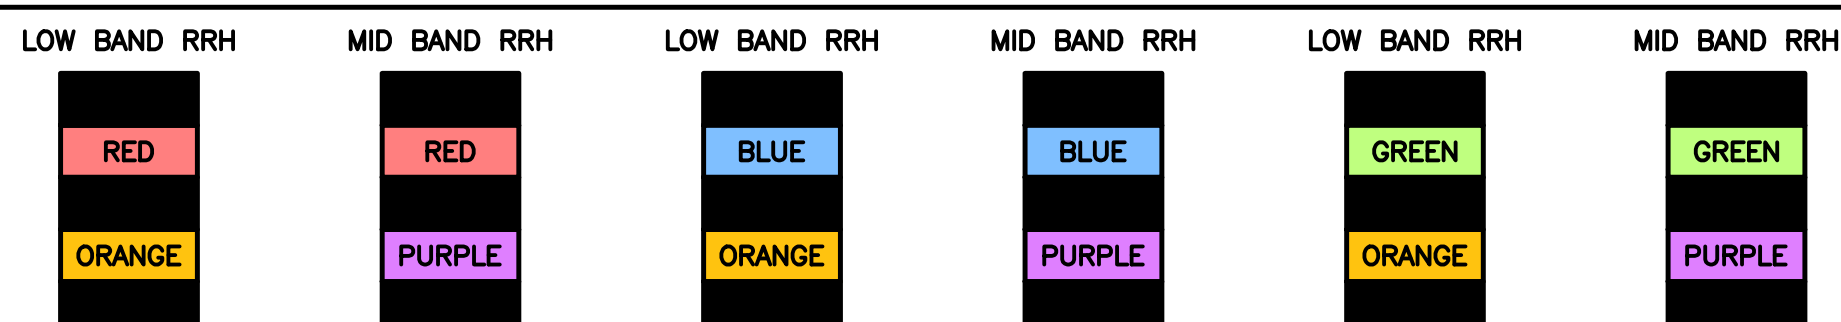 LOW BAND RRH MID BAND RRH LOW BAND RRH MID BAND RRH LOW BAND RRH MID BAND RRH
RED RED BLUE BLUE GREEN GREEN
ORANGE PURPLE ORANGE PURPLE ORANGE PURPLE